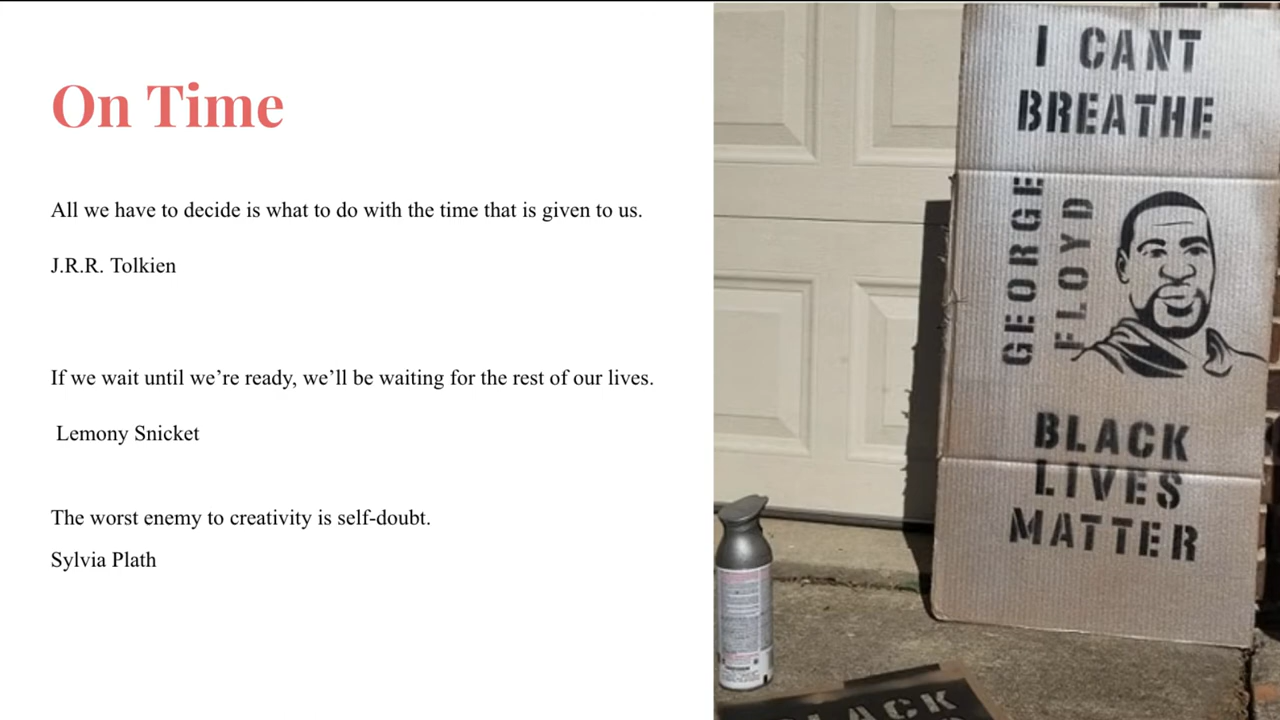 On Time
All we have to decide is what to do with the time that is given to us.
J.R.R. Tolkien
If we wait until we’re ready, we’ll be waiting for the rest of our lives.
Lemony Snicket
The worst enemy to creativity is self-doubt.
Sylvia Plath
I CANT
BREATHE
GEORGE
FLOYD
BLACK
LIVES
MATTER
BLACK